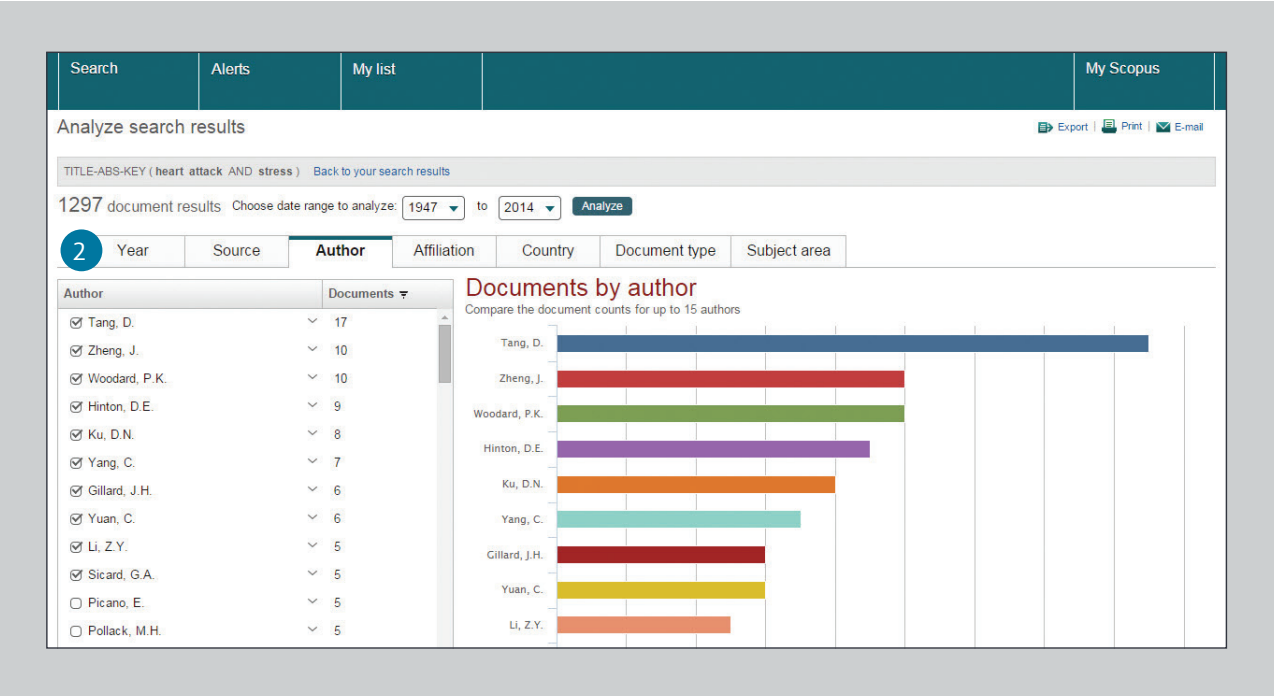 Search Alerts My list My Scopus
Analyze search results
Export | Print | E-mail
TITLE-ABS-KEY ( heart attack AND stress ) Back to your search results
1297 document results Choose date range to analyze: 1947 to 2014 Analyze
2 Year Source Author Affiliation Country Document type Subject area
Author Documents
Tang, D. 17
Zheng, J. 10
Woodard, P.K. 10
Hinton, D.E. 9
Ku, D.N. 8
Yang, C. 7
Gillard, J.H. 6
Yuan, C. 6
Li, Z.Y. 5
Sicard, G.A. 5
Picano, E. 5
Pollack, M.H. 5
Documents by author
Compare the document counts for up to 15 authors
Tang, D.
Zheng, J.
Woodard, P.K.
Hinton, D.E.
Ku, D.N.
Yang, C.
Gillard, J.H.
Yuan, C.
Li, Z.Y.